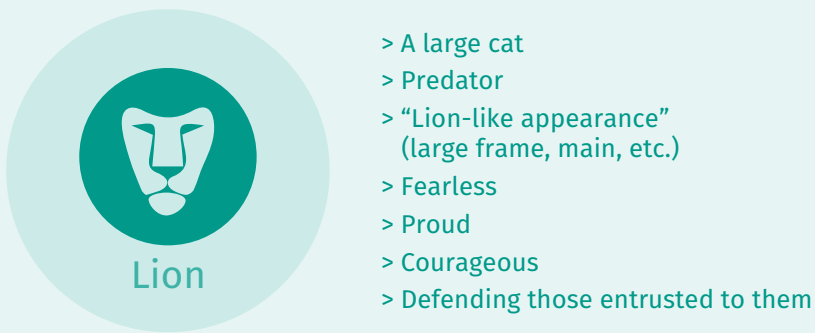 Lion
> A large cat
> Predator
> “Lion-like appearance”
(large frame, main, etc.)
> Fearless
> Proud
> Courageous
> Defending those entrusted to them